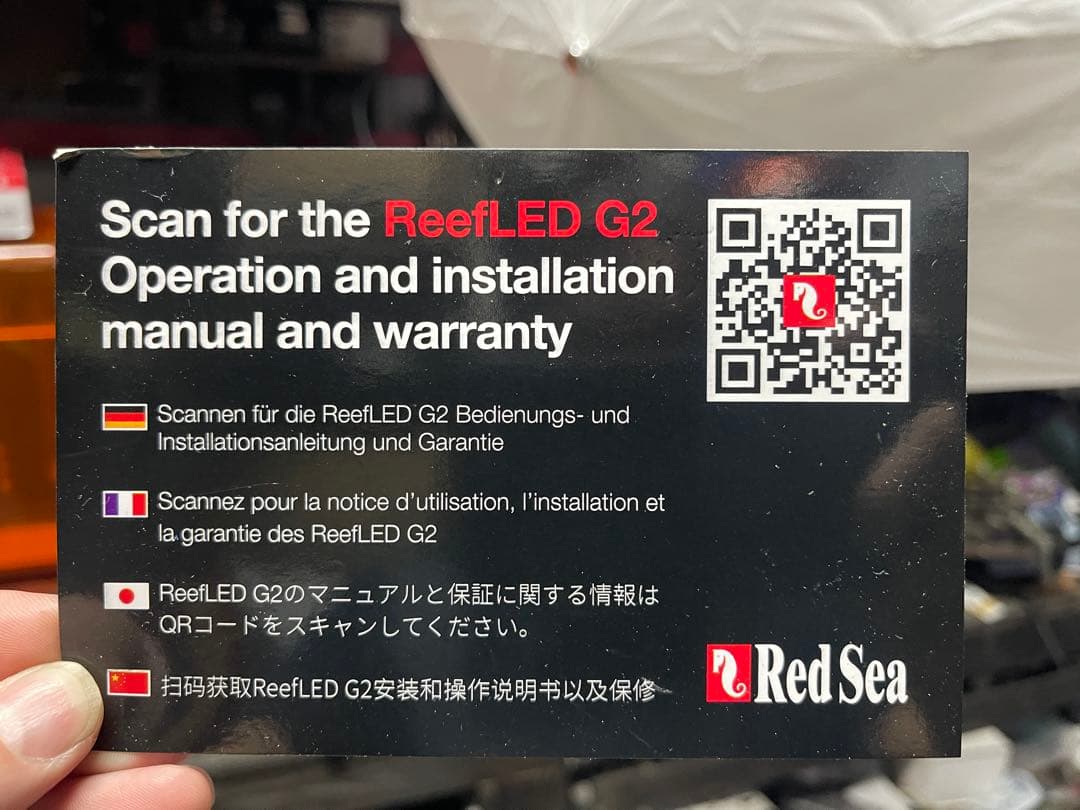 Scan for the ReefLED G2
Operation and installation
manual and warranty
Scannen für die ReefLED G2 Bedienungs- und
Installationsanleitung und Garantie
Scannez pour la notice d'utilisation, l'installation et
la garantie des ReefLED G2
ReefLED G2のマニュアルと保証に関する情報は
QRコードをスキャンしてください。
扫码获取ReefLED G2安装和操作说明书以及保修
Red Sea